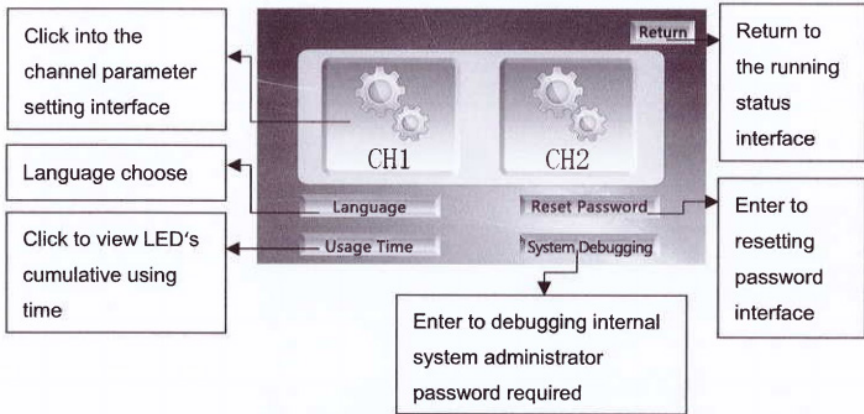 Click into the
channel parameter
setting interface
Language choose
Click to view LED‘s
cumulative using
time
Return
CH1
CH2
Language
Reset Password
Usage Time
System Debugging
Return to
the running
status
interface
Enter to
resetting
password
interface
Enter to debugging internal
system administrator
password required